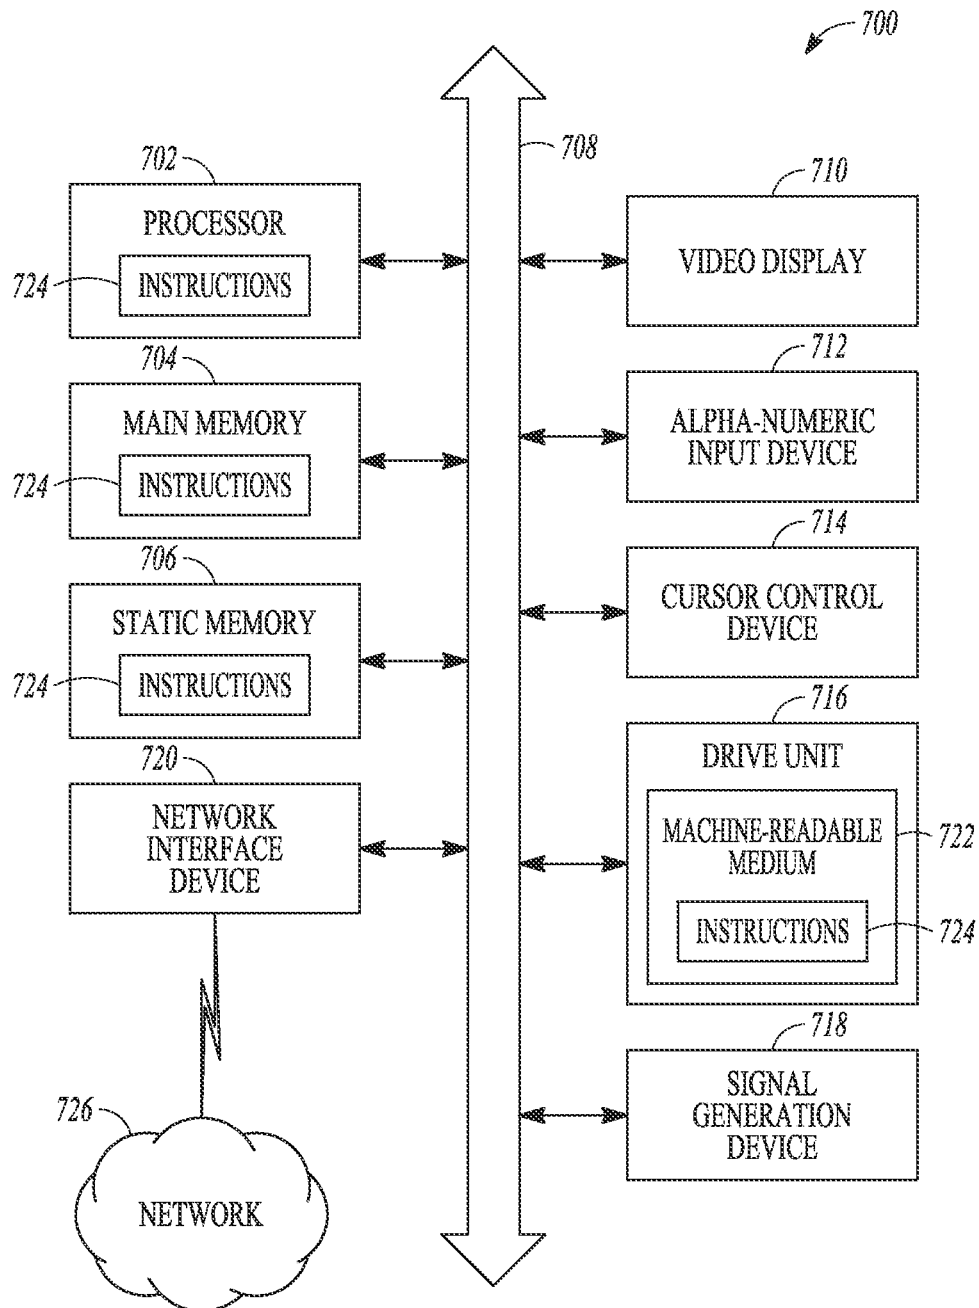 700
708
702
PROCESSOR
724
INSTRUCTIONS
704
MAIN MEMORY
724
INSTRUCTIONS
706
STATIC MEMORY
724
INSTRUCTIONS
720
NETWORK
INTERFACE
DEVICE
726
NETWORK
710
VIDEO DISPLAY
712
ALPHA-NUMERIC
INPUT DEVICE
714
CURSOR CONTROL
DEVICE
716
DRIVE UNIT
MACHINE-READABLE
MEDIUM
722
INSTRUCTIONS
724
718
SIGNAL
GENERATION
DEVICE